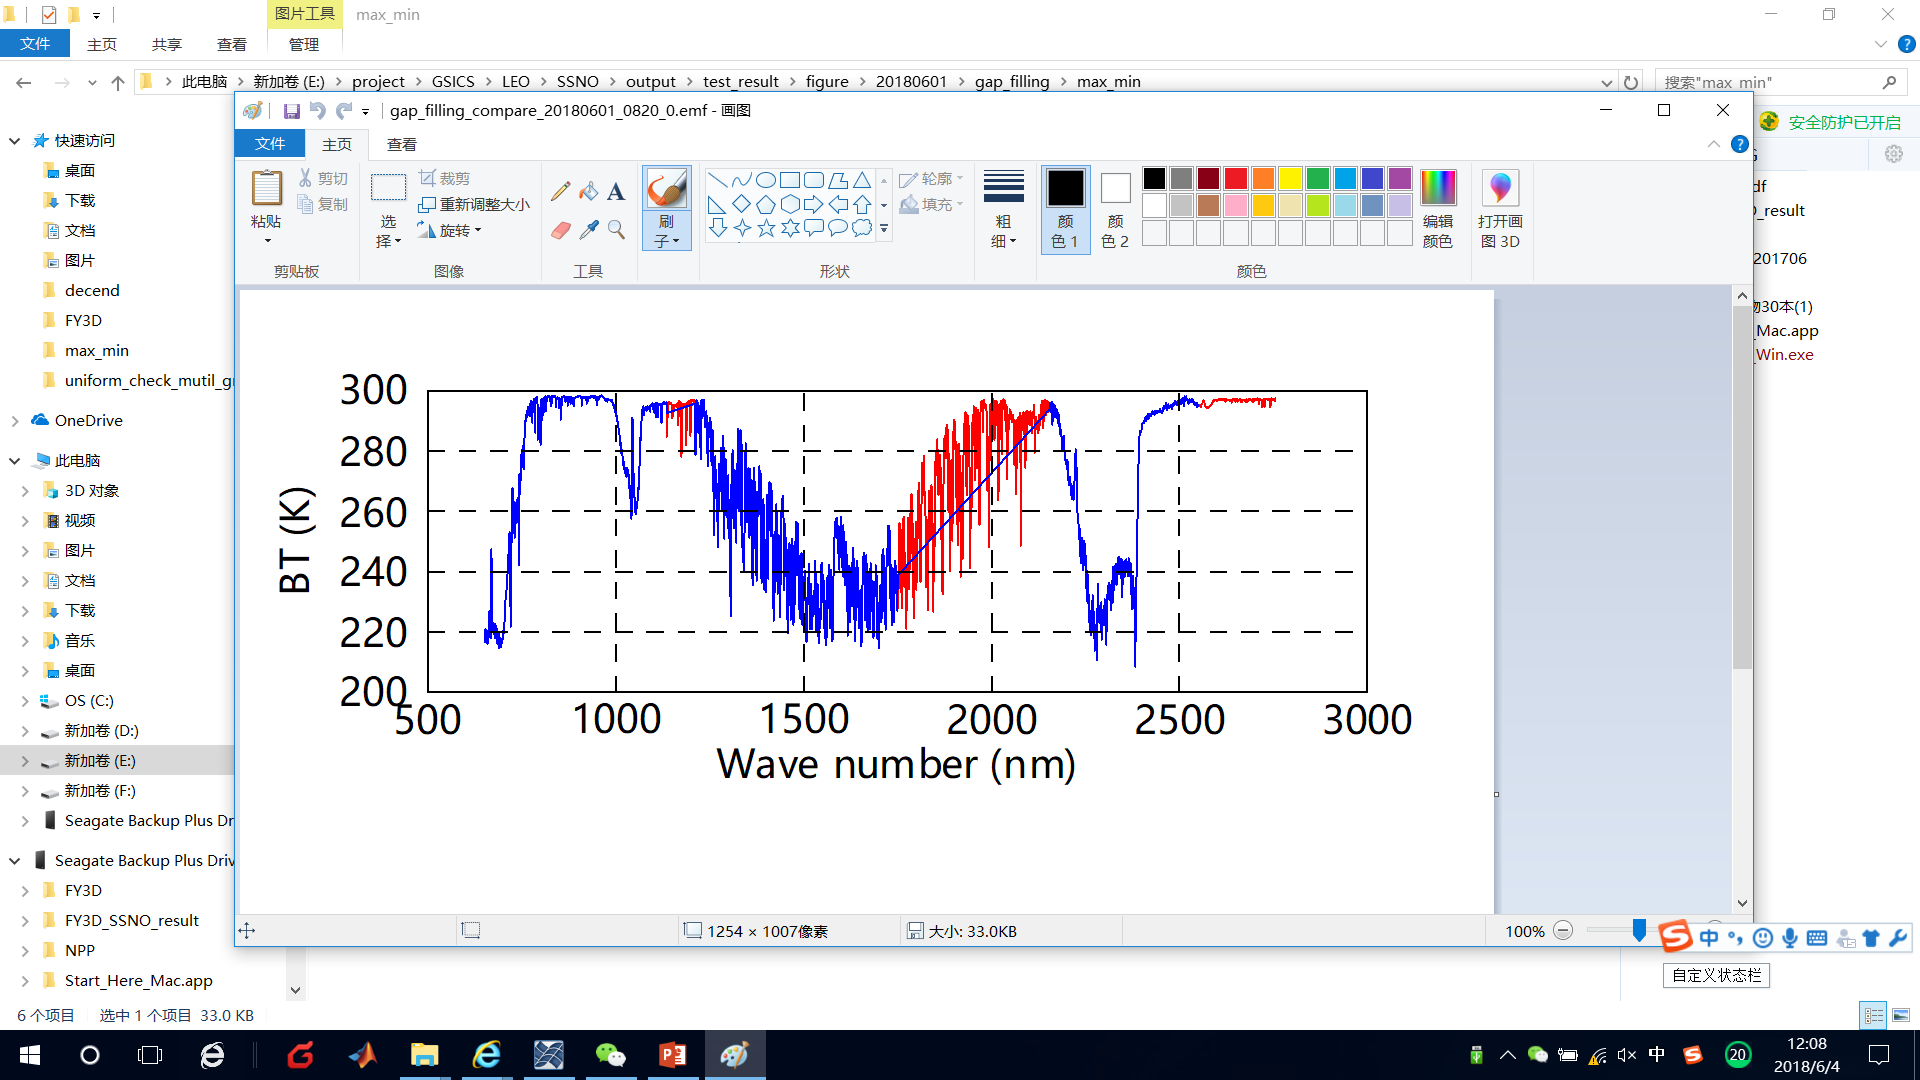 图片工具
max_min
文件
主页
共享
查看
管理
此电脑
新加卷 (E:)
project
GSICS
LEO
SSNO
output
test_result
figure
20180601
gap_filling
max_min
搜索"max_min"
gap_filling_compare_20180601_0820_0.emf - 画图
文件
主页
查看
粘贴
剪切
复制
剪贴板
选
择
裁剪
重新调整大小
旋转
图像
工具
刷
子
轮廓
填充
形状
粗
细
颜
色 1
颜
色 2
编辑
颜色
颜色
打开画
图 3D
快速访问
桌面
下载
文档
图片
decend
FY3D
max_min
uniform_check_mutil_g
OneDrive
此电脑
3D 对象
视频
图片
文档
下载
音乐
桌面
OS (C:)
新加卷 (D:)
新加卷 (E:)
新加卷 (F:)
Seagate Backup Plus Dr
Seagate Backup Plus Driv
FY3D
FY3D_SSNO_result
NPP
Start_Here_Mac.app
300
280
260
240
220
200
BT (K)
500
1000
1500
2000
2500
3000
Wave number (nm)
安全防护已开启
df
_result
201706
30本(1)
_Mac.app
_Win.exe
1254 × 1007像素
大小: 33.0KB
100%
中
自定义状态栏
6 个项目
选中 1 个项目 33.0 KB
中
20
12:08
2018/6/4